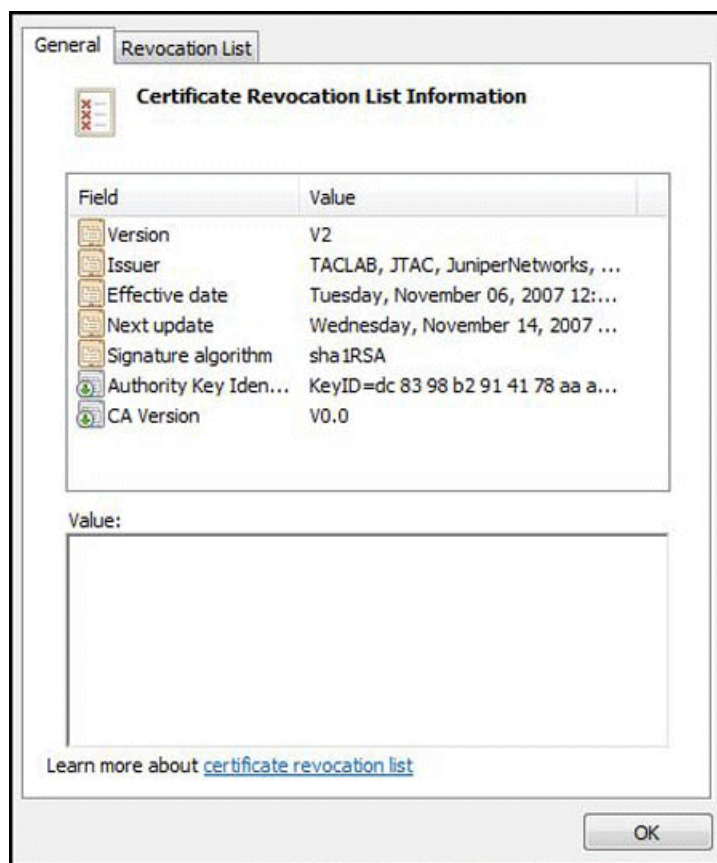 General Revocation List
Certificate Revocation List Information
Field Value
Version V2
Issuer TACLAB, JTAC, JuniperNetworks, ...
Effective date Tuesday, November 06, 2007 12:...
Next update Wednesday, November 14, 2007 ...
Signature algorithm sha1RSA
Authority Key Iden... KeyID=dc 83 98 b2 91 41 78 aa a...
CA Version V0.0
Value:
Learn more about certificate revocation list
OK